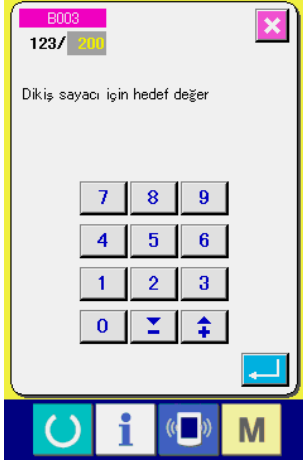 B003
123/ 200
Dikiş sayacı için hedef değer
7 8 9
4 5 6
1 2 3
0
i M